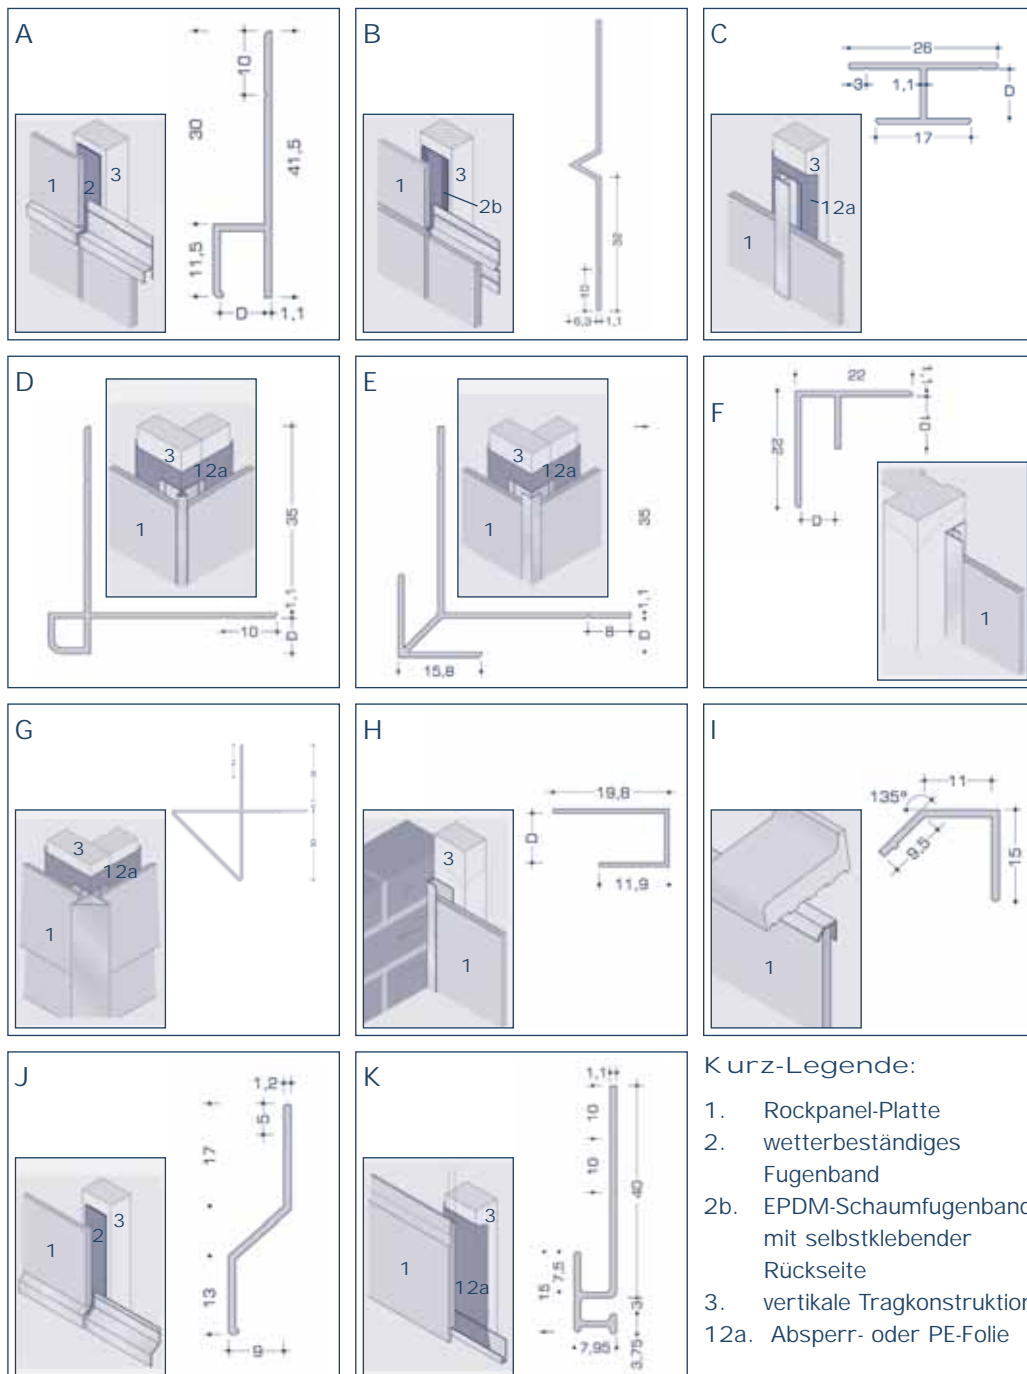 A
10
30
41,5
11,5
D
1,1
1
2
3
B
1
3
2b
32
10
6,3
1,1
C
26
3
1,1
D
17
3
12a
1
D
3
12a
1
35
1,1
10
D
E
3
12a
1
35
1,1
8
D
15,8
F
22
1,1
10
22
D
1
G
3
12a
1
H
19,8
D
11,9
3
1
I
11
135°
9,5
15
1
J
1,2
5
17
13
9
1
2
3
K
1,1
10
10
40
7,5
15
3
7,95
3,75
3
1
12a
Kurz-Legende:
1. Rockpanel-Platte
2. wetterbeständiges
Fugenband
2b. EPDM-Schaumfugenband
mit selbstklebender
Rückseite
3. vertikale Tragkonstruktion
12a. Absperr- oder PE-Folie